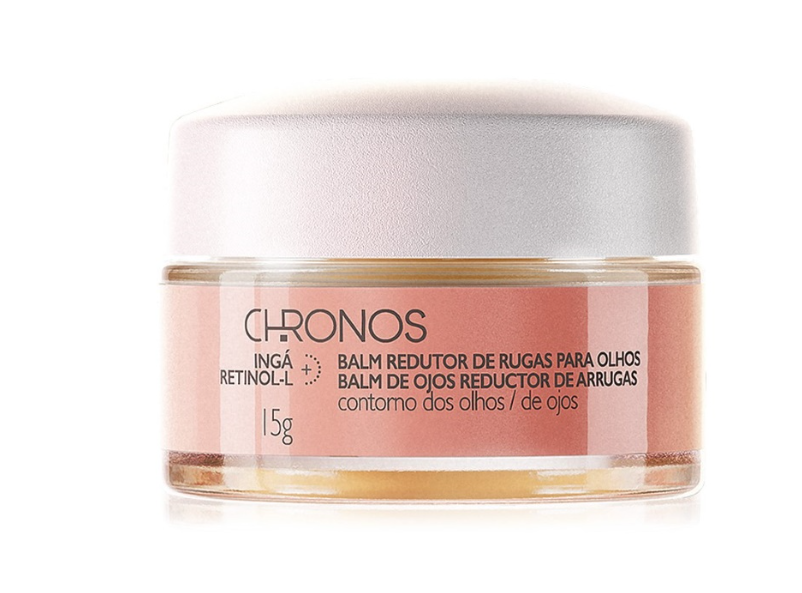 CHRONOS
INGÁ
RETINOL-L +
BALM REDUTOR DE RUGAS PARA OLHOS
BALM DE OJOS REDUCTOR DE ARRUGAS
contorno dos olhos / de ojos
15g